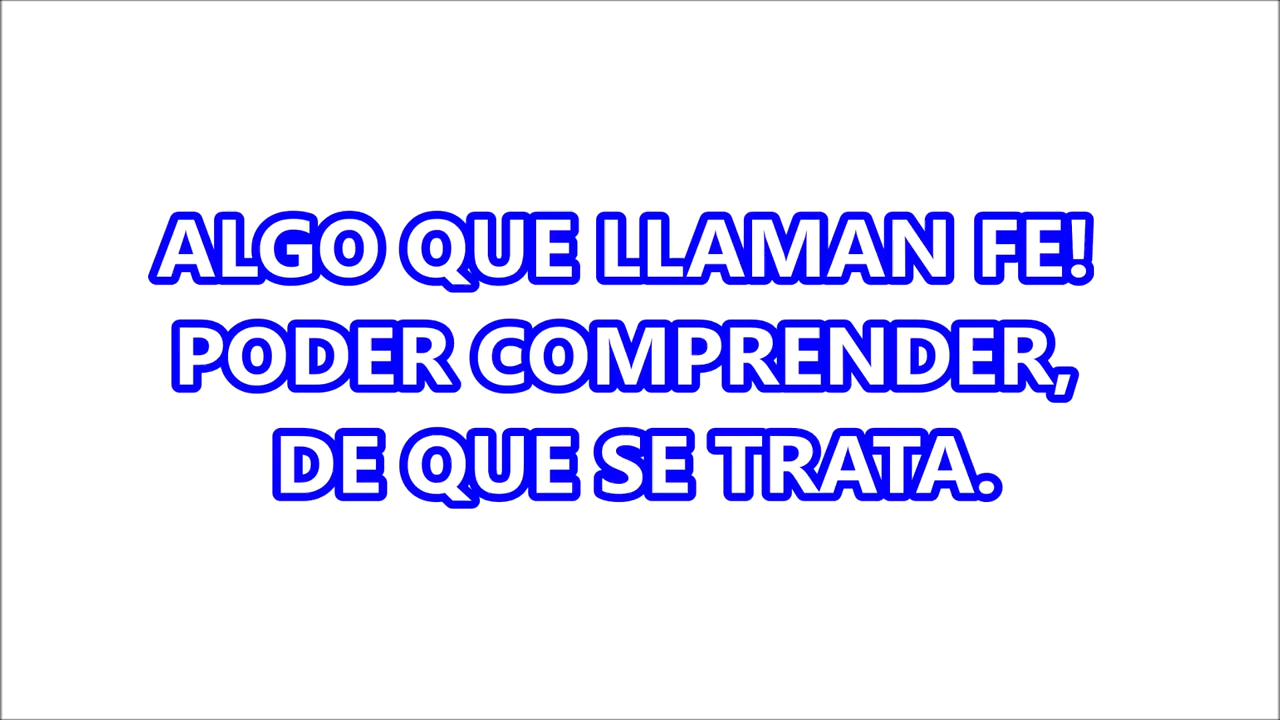 ALGO QUE LLAMAN FE!
PODER COMPRENDER,
DE QUE SE TRATA.